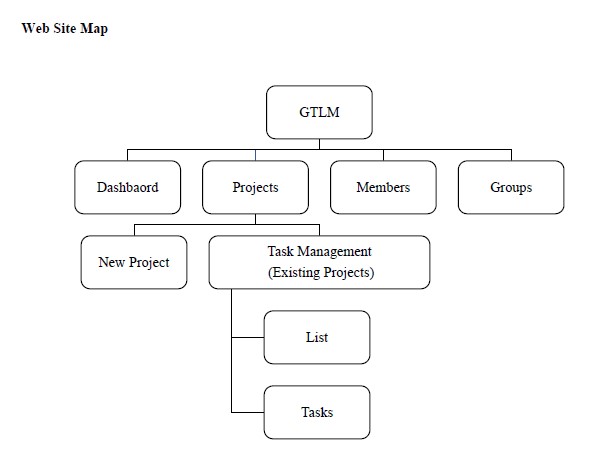 Web Site Map
GTLM
Dashbaord
Projects
Members
Groups
New Project
Task Management
(Existing Projects)
List
Tasks